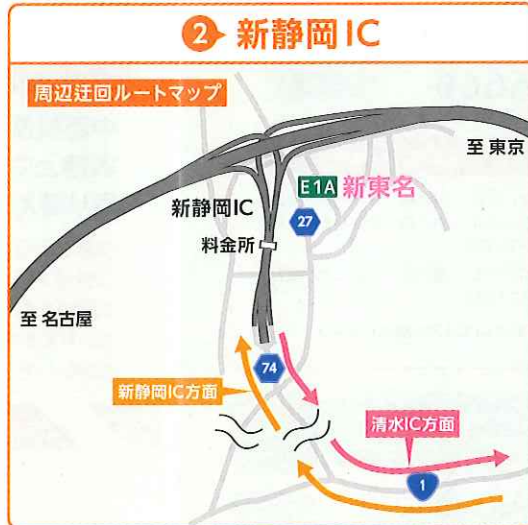 2 新静岡IC
周辺迂回ルートマップ
至 東京
E1A 新東名
新静岡IC
27
料金所
至 名古屋
74
新静岡IC方面
清水IC方面
1